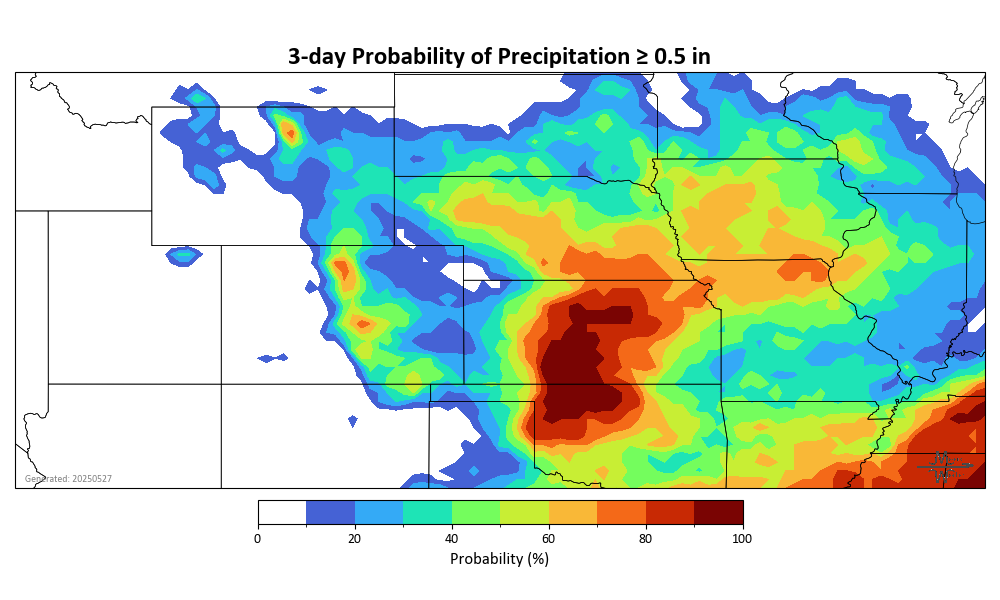 3-day Probability of Precipitation ≥ 0.5 in
Generated: 20250527
0 20 40 60 80 100
Probability (%)